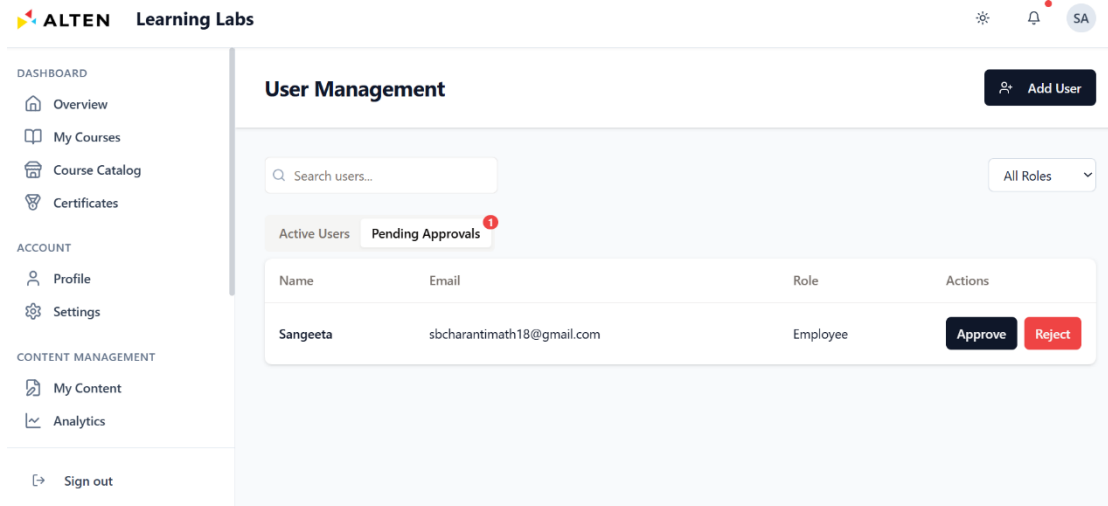 ALTEN Learning Labs
SA
DASHBOARD
Overview
My Courses
Course Catalog
Certificates
ACCOUNT
Profile
Settings
CONTENT MANAGEMENT
My Content
Analytics
Sign out
User Management
Add User
Search users...
All Roles
Active Users Pending Approvals 1
Name Email Role Actions
Sangeeta sbcharantimath18@gmail.com Employee Approve Reject